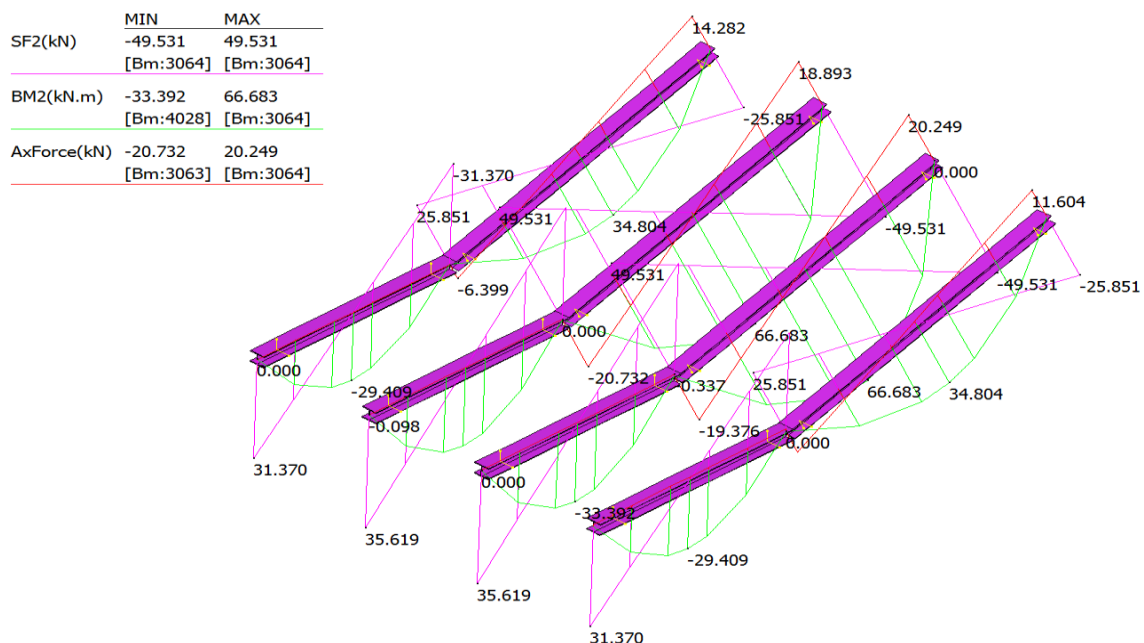 MIN MAX
SF2(kN) -49.531 49.531
[Bm:3064] [Bm:3064]
BM2(kN.m) -33.392 66.683
[Bm:4028] [Bm:3064]
AxForce(kN) -20.732 20.249
[Bm:3063] [Bm:3064]
14.282
18.893
-25.851
20.249
-31.370
0.000
11.604
25.851 49.531 34.804 -49.531
49.531 -49.531 -25.851
-6.399
0.000 66.683
0.000 -20.732 -0.337 25.851
-29.409 66.683 34.804
-0.098 -19.376 0.000
31.370 0.000
-33.392
35.619 -29.409
35.619
31.370